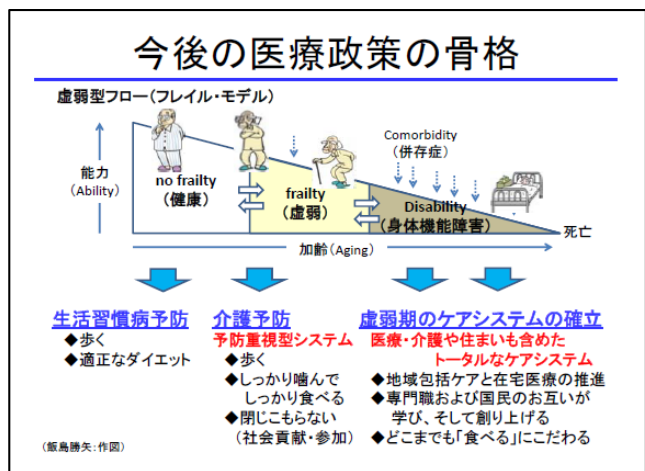 今後の医療政策の骨格
虚弱型フロー(フレイル・モデル)
能力
(Ability)
no frailty
(健康)
frailty
(虚弱)
Comorbidity
(併存症)
Disability
(身体機能障害)
死亡
加齢(Aging)
生活習慣病予防
◆歩く
◆適正なダイエット
介護予防
予防重視型システム
◆歩く
◆しっかり噛んで
しっかり食べる
◆閉じこもらない
(社会貢献・参加)
虚弱期のケアシステムの確立
医療・介護や住まいも含めた
トータルなケアシステム
◆地域包括ケアと在宅医療の推進
◆専門職および国民のお互いが
学び、そして創り上げる
◆どこまでも「食べる」にこだわる
(飯島勝矢:作図)